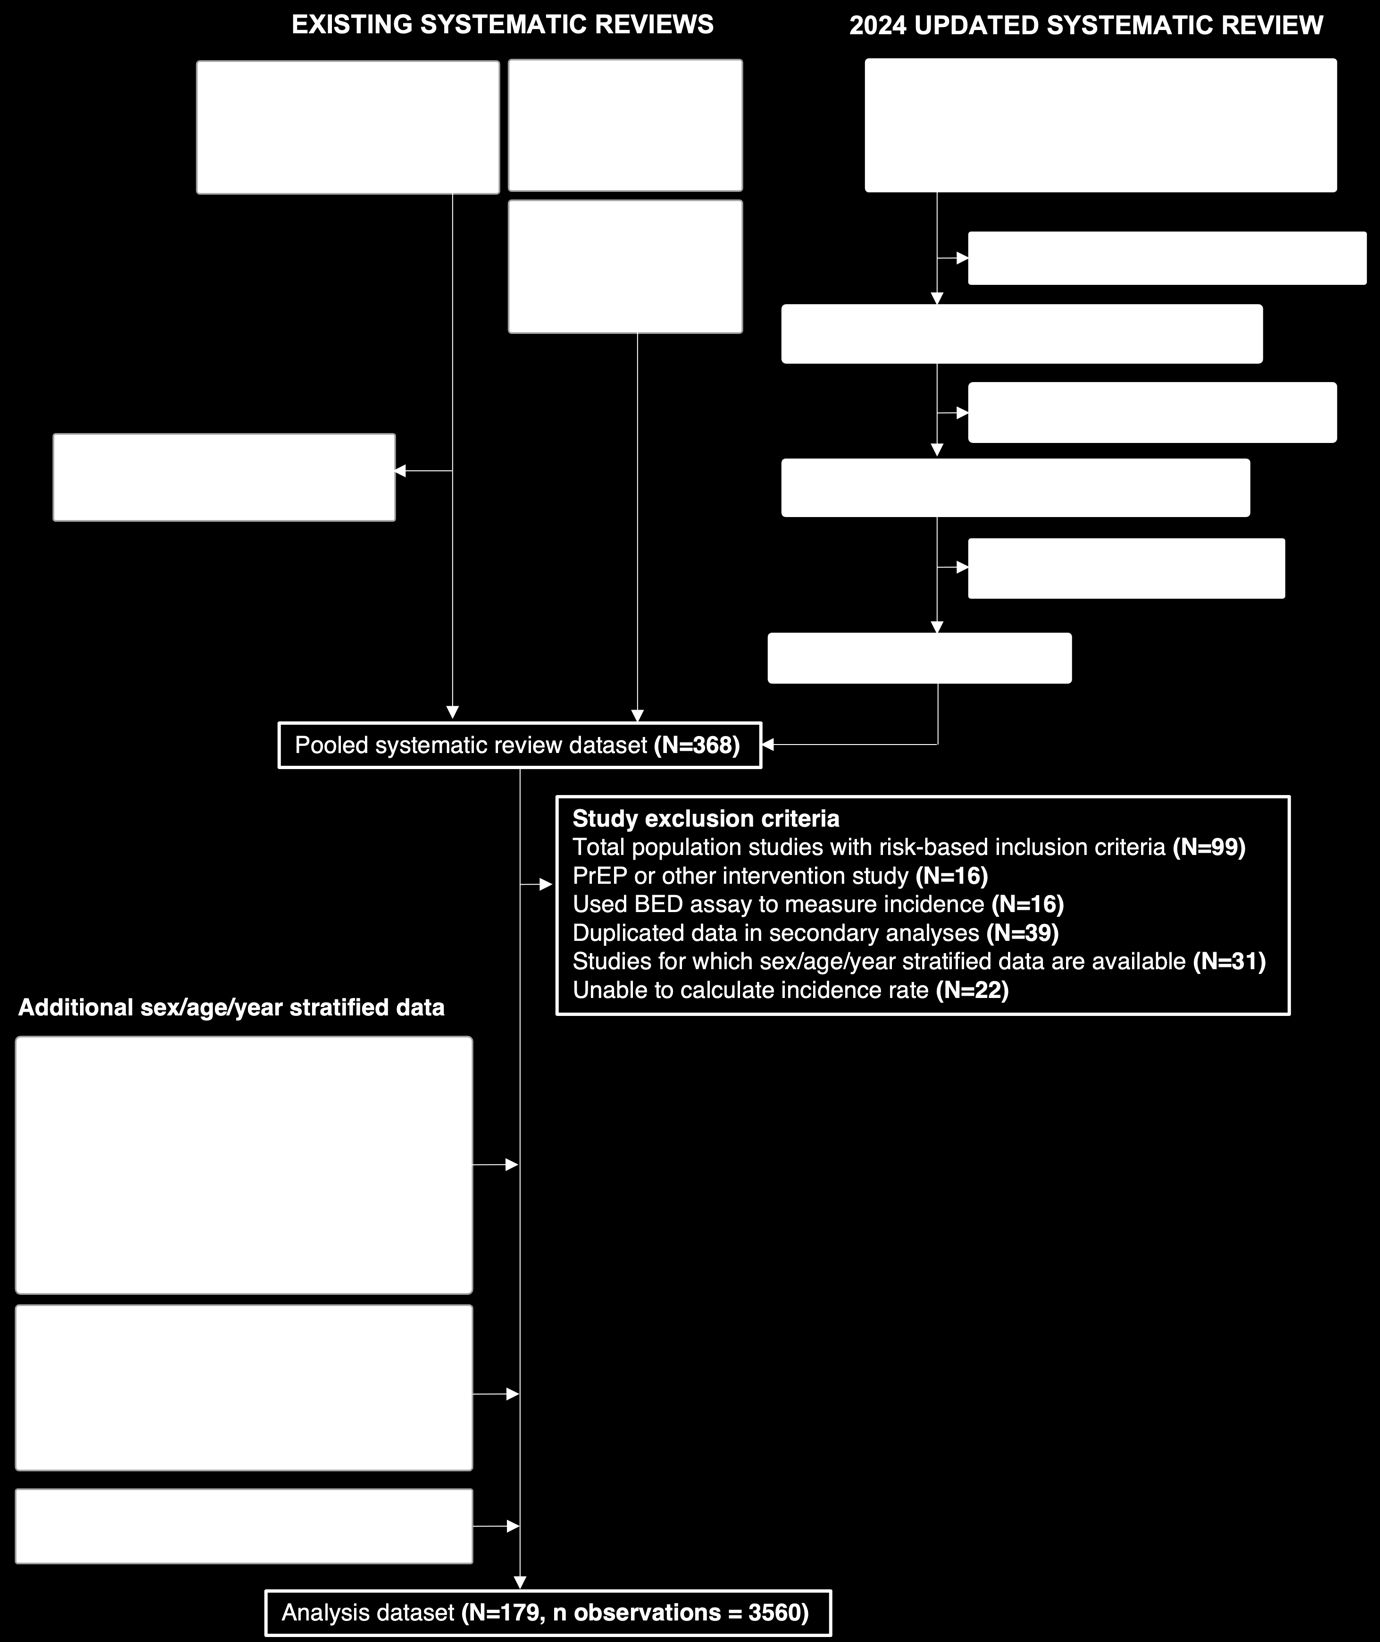 EXISTING SYSTEMATIC REVIEWS
2024 UPDATED SYSTEMATIC REVIEW
Pooled systematic review dataset (N=368)
Study exclusion criteria
Total population studies with risk-based inclusion criteria (N=99)
PrEP or other intervention study (N=16)
Used BED assay to measure incidence (N=16)
Duplicated data in secondary analyses (N=39)
Studies for which sex/age/year stratified data are available (N=31)
Unable to calculate incidence rate (N=22)
Additional sex/age/year stratified data
Analysis dataset (N=179, n observations = 3560)